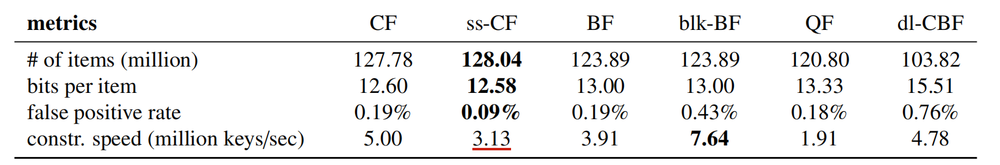 metrics CF ss-CF BF blk-BF QF dl-CBF
# of items (million) 127.78 128.04 123.89 123.89 120.80 103.82
bits per item 12.60 12.58 13.00 13.00 13.33 15.51
false positive rate 0.19% 0.09% 0.19% 0.43% 0.18% 0.76%
constr. speed (million keys/sec) 5.00 3.13 3.91 7.64 1.91 4.78